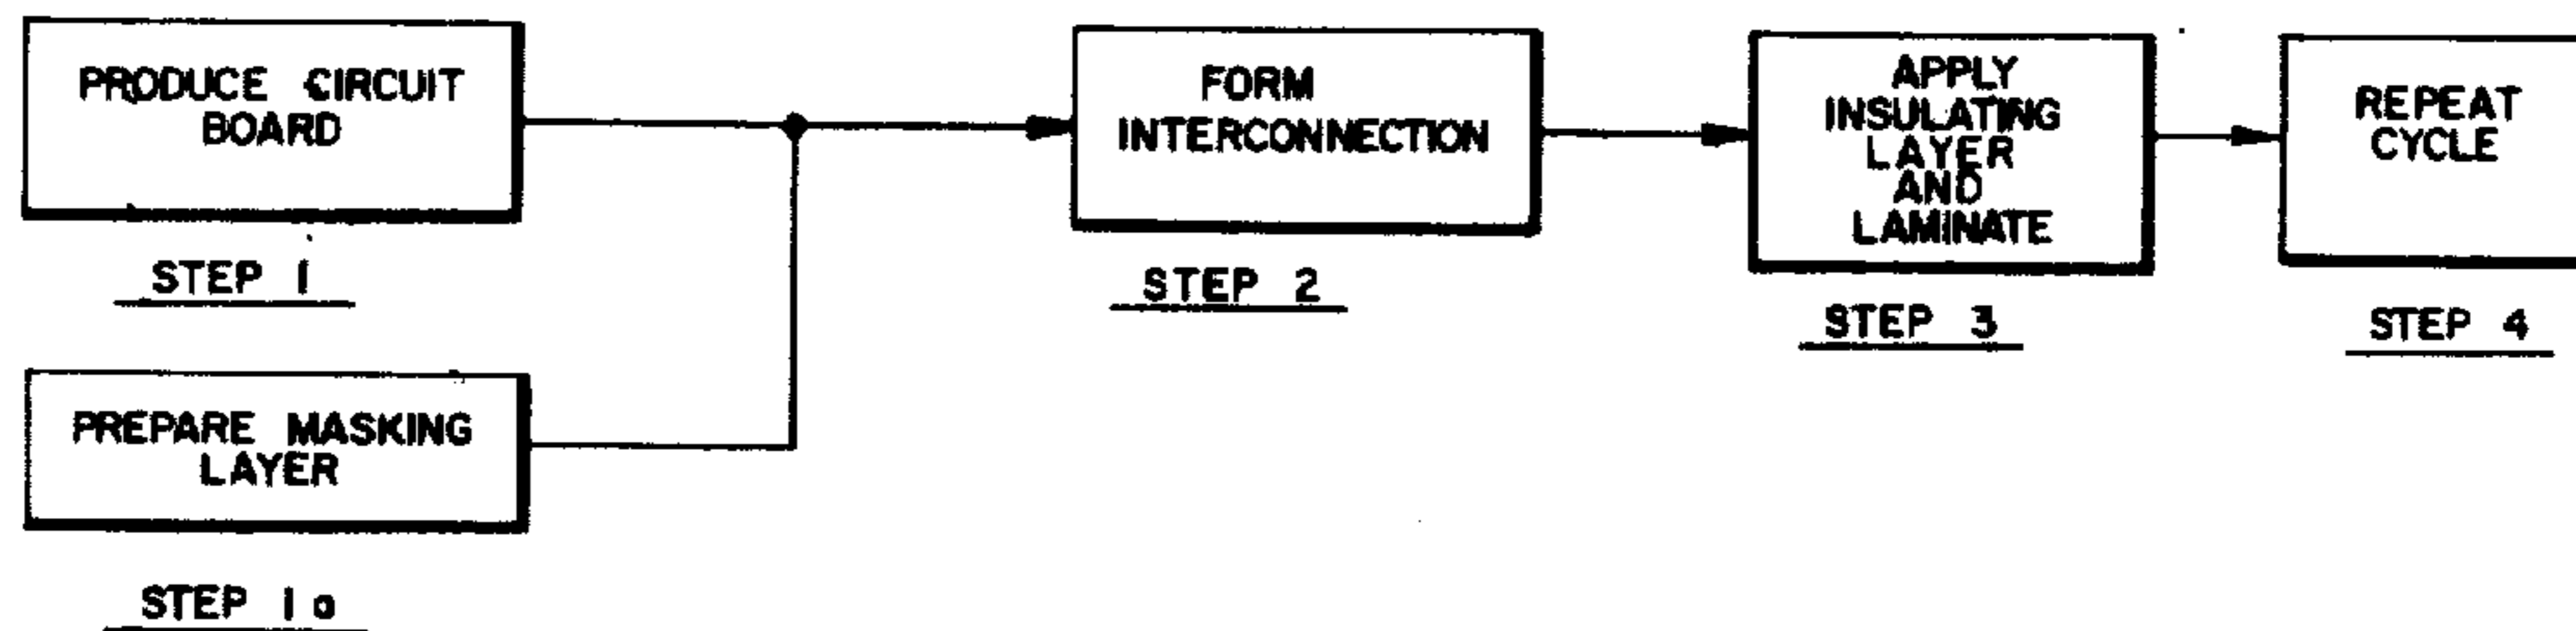 PRODUCE CIRCUIT
BOARD
STEP 1
PREPARE MASKING
LAYER
STEP 1a
FORM
INTERCONNECTION
STEP 2
APPLY
INSULATING
LAYER
AND
LAMINATE
STEP 3
REPEAT
CYCLE
STEP 4